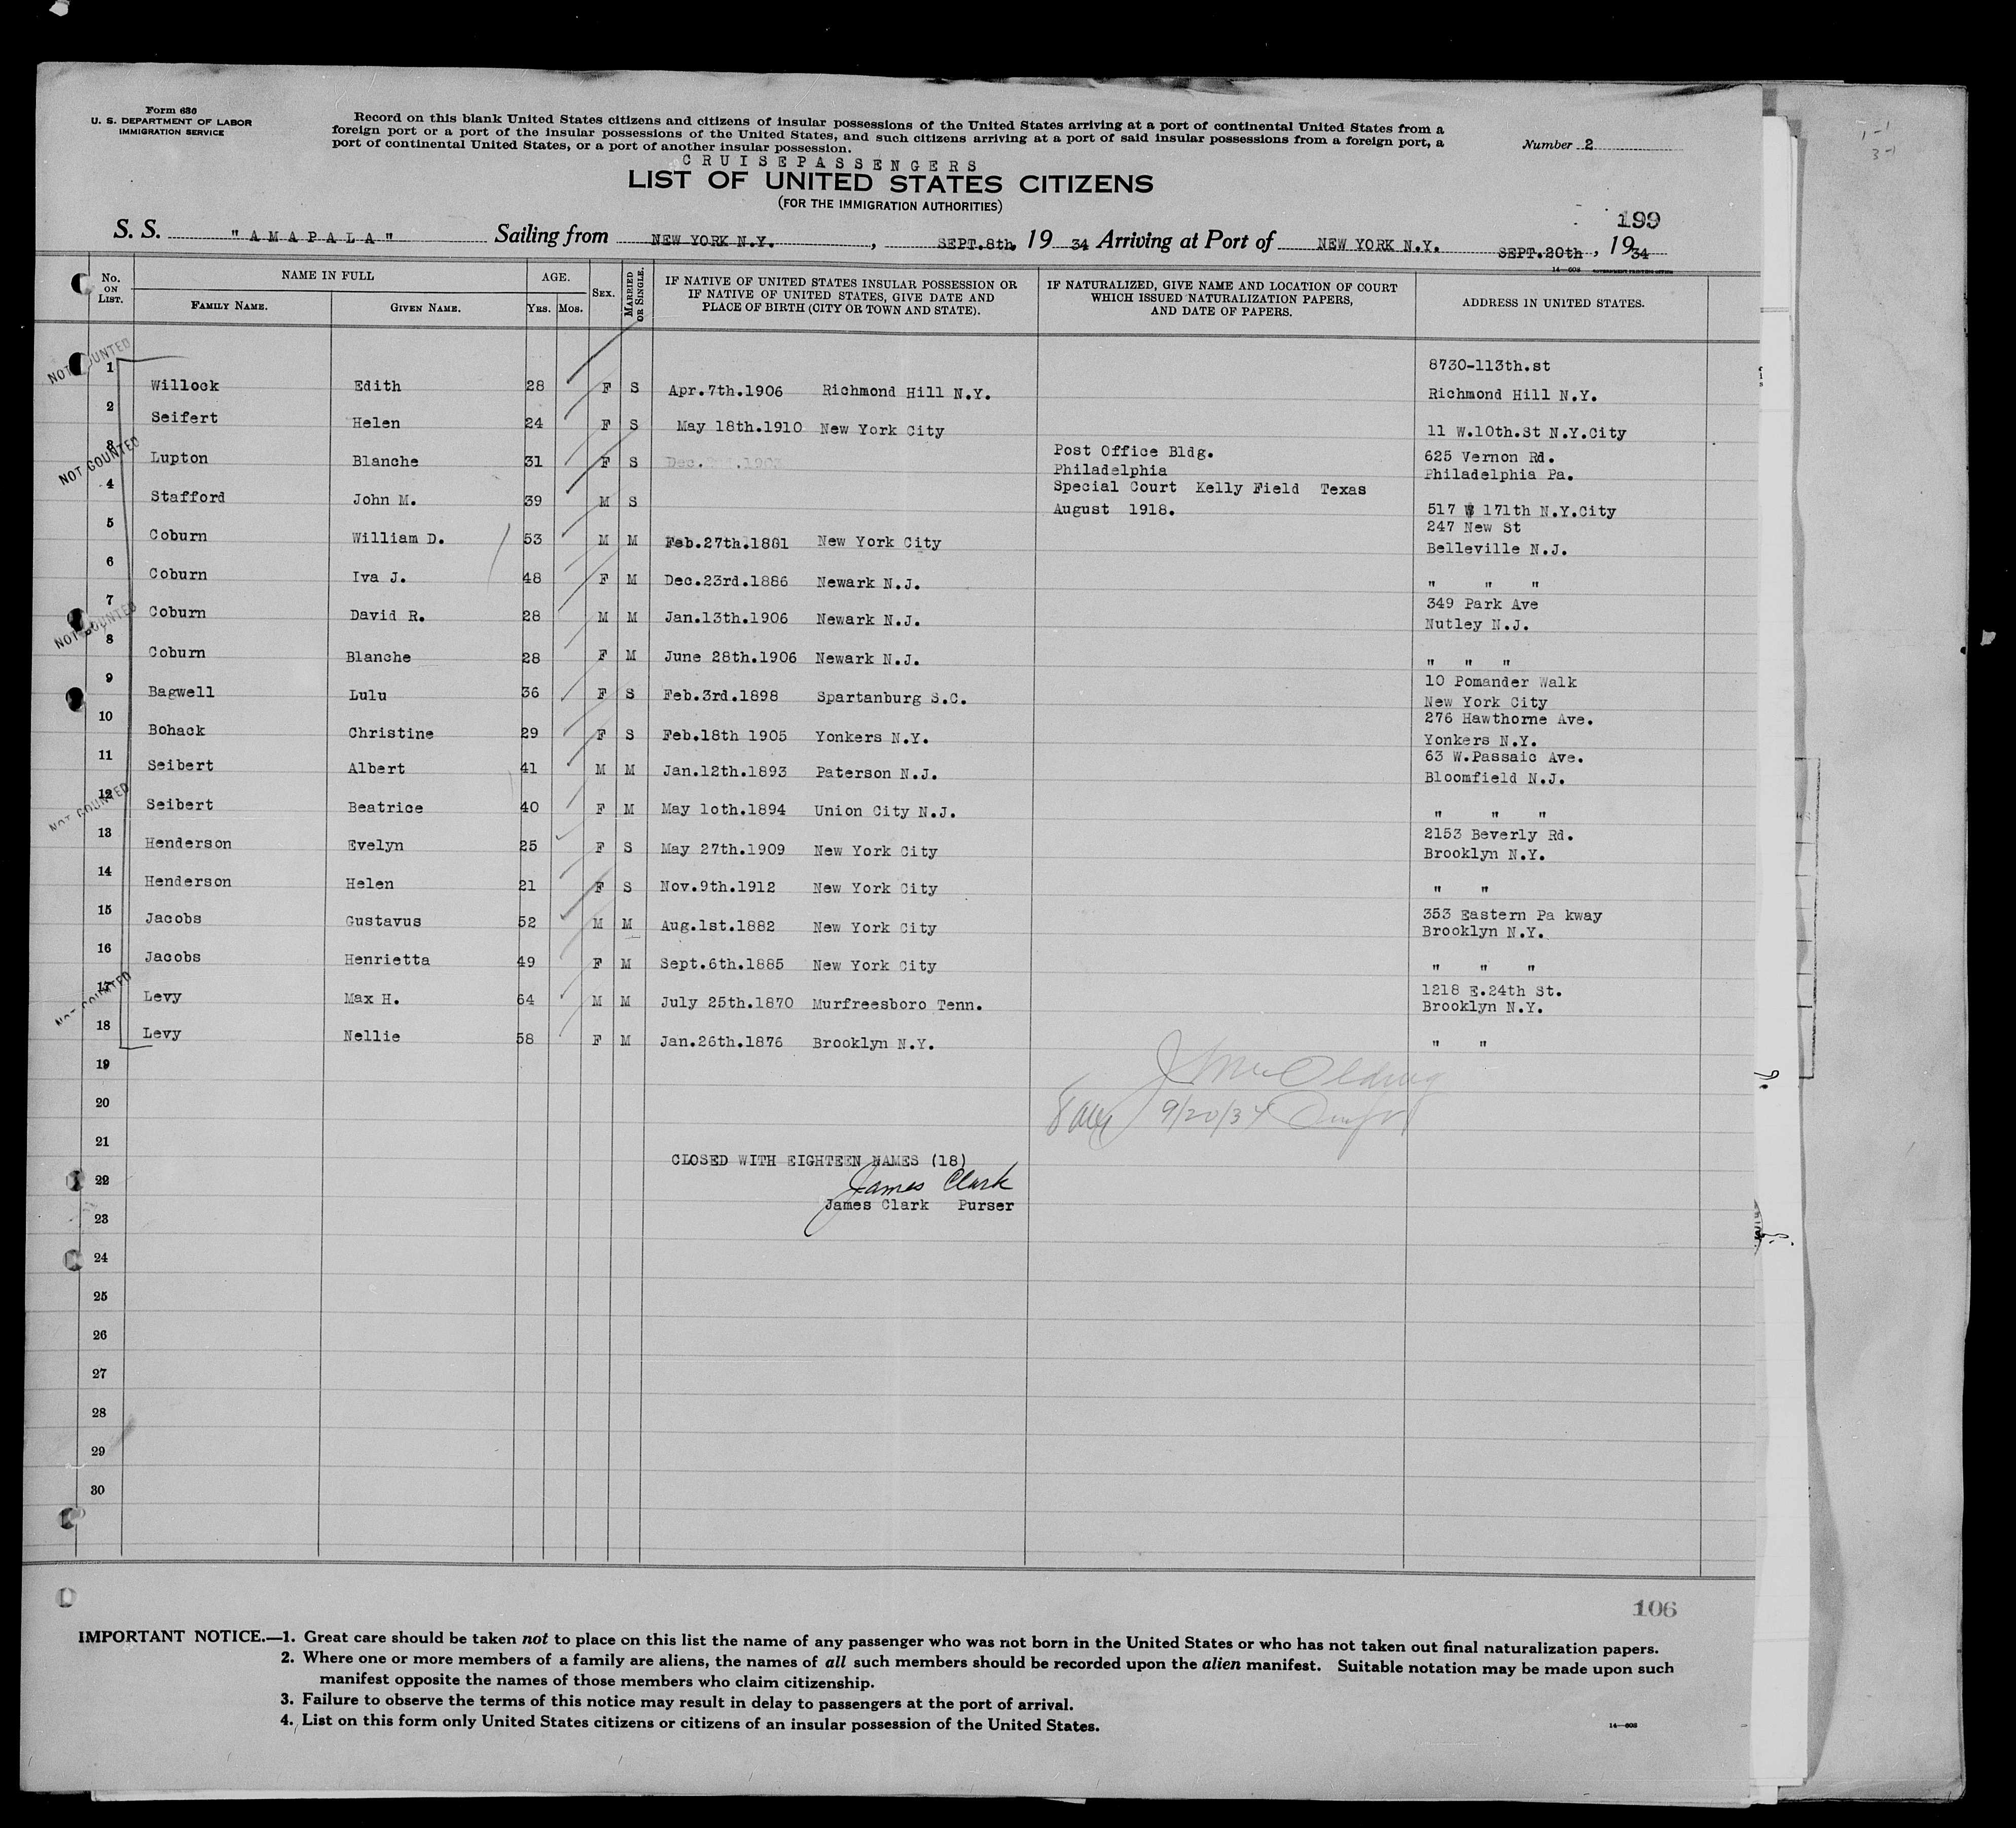 Form 630
U. S. DEPARTMENT OF LABOR
IMMIGRATION SERVICE
Record on this blank United States citizens and citizens of insular possessions of the United States arriving at a port of continental United States from a
foreign port or a port of the insular possessions of the United States, and such citizens arriving at a port of said insular possessions from a foreign port, a
port of continental United States, or a port of another insular possession.
Number 2
C R U I S E P A S S E N G E R S
LIST OF UNITED STATES CITIZENS
(FOR THE IMMIGRATION AUTHORITIES)
199
S. S. " A M A P A L A " Sailing from NEW YORK N.Y. , SEPT.8th, 19 34 Arriving at Port of NEW YORK N.Y. SEPT.20th , 19 34
14—608 GOVERNMENT PRINTING OFFICE
No. ON LIST. NAME IN FULL FAMILY NAME. GIVEN NAME. AGE. YRS. MOS. SEX. MARRIED OR SINGLE. IF NATIVE OF UNITED STATES INSULAR POSSESSION OR IF NATIVE OF UNITED STATES, GIVE DATE AND PLACE OF BIRTH (CITY OR TOWN AND STATE). IF NATURALIZED, GIVE NAME AND LOCATION OF COURT WHICH ISSUED NATURALIZATION PAPERS, AND DATE OF PAPERS. ADDRESS IN UNITED STATES.
NOT COUNTED
1 Willock Edith 28 F S Apr.7th.1906 Richmond Hill N.Y. 8730-113th.st Richmond Hill N.Y.
2 Seifert Helen 24 F S May 18th.1910 New York City 11 W.10th.St N.Y.City
NOT COUNTED
3 Lupton Blanche 31 F S Dec. Post Office Bldg. Philadelphia 625 Vernon Rd. Philadelphia Pa.
4 Stafford John M. 39 M S Special Court Kelly Field Texas August 1918. 517 W 171th N.Y.City
5 Coburn William D. 53 M M Feb.27th.1881 New York City 247 New St Belleville N.J.
6 Coburn Iva J. 48 F M Dec.23rd.1886 Newark N.J. " " "
NOT COUNTED
7 Coburn David R. 28 M M Jan.13th.1906 Newark N.J. 349 Park Ave Nutley N.J.
8 Coburn Blanche 28 F M June 28th.1906 Newark N.J. " " "
9 Bagwell Lulu 36 F S Feb.3rd.1898 Spartanburg S.C. 10 Pomander Walk New York City
10 Bohack Christine 29 F S Feb.18th 1905 Yonkers N.Y. 276 Hawthorne Ave. Yonkers N.Y.
11 Seibert Albert 41 M M Jan.12th.1893 Paterson N.J. 63 W.Passaic Ave. Bloomfield N.J.
NOT COUNTED
12 Seibert Beatrice 40 F M May 1oth.1894 Union City N.J. " " "
13 Henderson Evelyn 25 F S May 27th.1909 New York City 2153 Beverly Rd. Brooklyn N.Y.
14 Henderson Helen 21 F S Nov.9th.1912 New York City " "
15 Jacobs Gustavus 52 M M Aug.1st.1882 New York City 353 Eastern Pa kway Brooklyn N.Y.
16 Jacobs Henrietta 49 F M Sept.6th.1885 New York City " " "
NOT COUNTED
17 Levy Max H. 64 M M July 25th.1870 Murfreesboro Tenn. 1218 E.24th St. Brooklyn N.Y.
18 Levy Nellie 58 F M Jan.26th.1876 Brooklyn N.Y. " "
19
20 9/20/34
21
CLOSED WITH EIGHTEEN NAMES (18)
22 James Clark
James Clark Purser
23
24
25
26
27
28
29
30
106
IMPORTANT NOTICE.—1. Great care should be taken not to place on this list the name of any passenger who was not born in the United States or who has not taken out final naturalization papers.
2. Where one or more members of a family are aliens, the names of all such members should be recorded upon the alien manifest. Suitable notation may be made upon such
manifest opposite the names of those members who claim citizenship.
3. Failure to observe the terms of this notice may result in delay to passengers at the port of arrival.
4. List on this form only United States citizens or citizens of an insular possession of the United States.
14—608